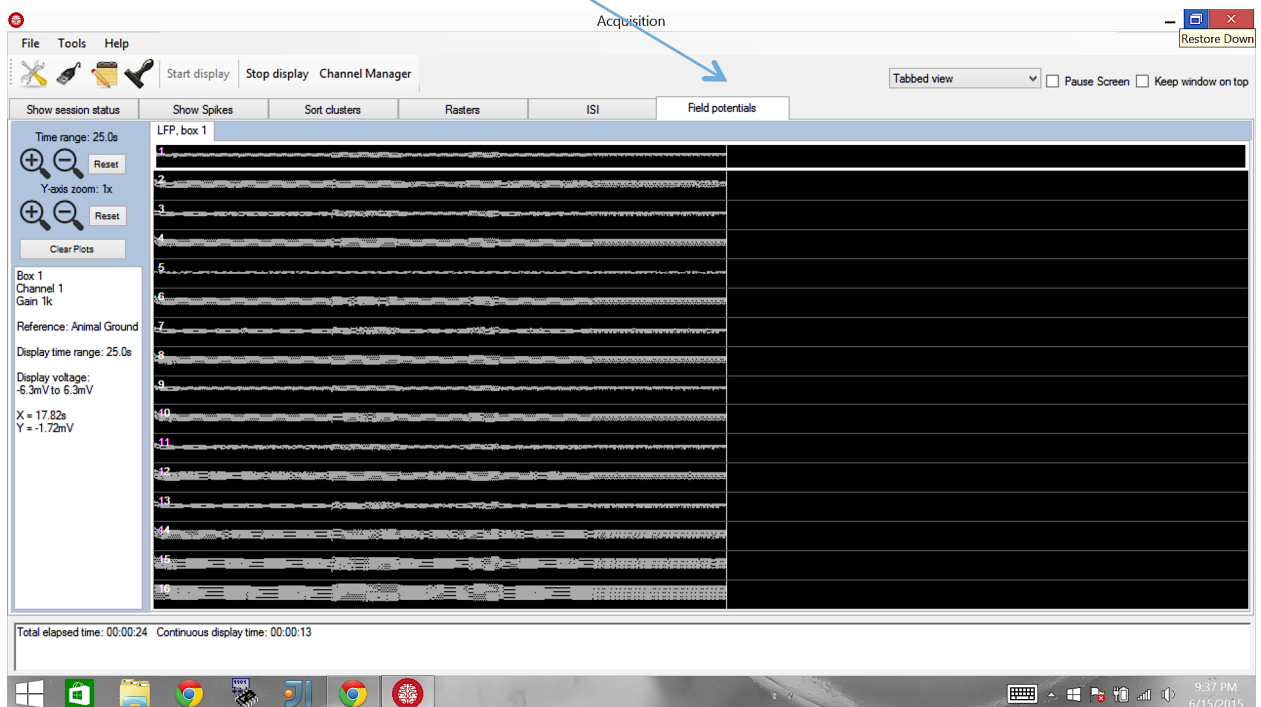 Acquisition
Restore Down
File Tools Help
Start display Stop display Channel Manager
Tabbed view Pause Screen Keep window on top
Show session status Show Spikes Sort clusters Rasters ISI Field potentials
Time range: 25.0s
Reset
Y-axis zoom: 1x
Reset
Clear Plots
Box 1
Channel 1
Gain 1k
Reference: Animal Ground
Display time range: 25.0s
Display voltage:
-6.3mV to 6.3mV
X = 17.82s
Y = -1.72mV
LFP, box 1
1
2
3
4
5
6
7
8
9
10
11
12
13
14
15
16
Total elapsed time: 00:00:24 Continuous display time: 00:00:13
1101
9:37 PM
6/15/2015